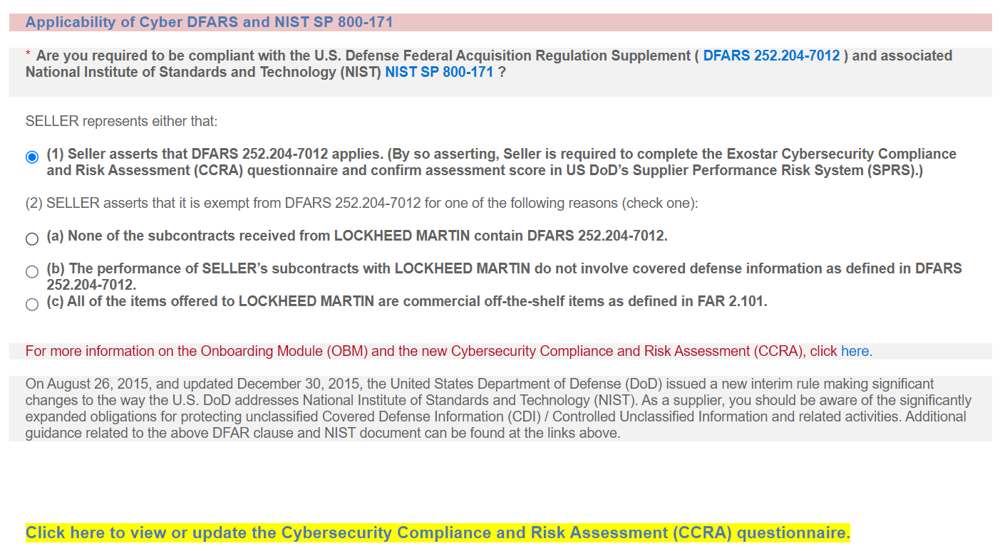 Applicability of Cyber DFARS and NIST SP 800-171
* Are you required to be compliant with the U.S. Defense Federal Acquisition Regulation Supplement ( DFARS 252.204-7012 ) and associated
National Institute of Standards and Technology (NIST) NIST SP 800-171 ?
SELLER represents either that:
(1) Seller asserts that DFARS 252.204-7012 applies. (By so asserting, Seller is required to complete the Exostar Cybersecurity Compliance
and Risk Assessment (CCRA) questionnaire and confirm assessment score in US DoD's Supplier Performance Risk System (SPRS).)
(2) SELLER asserts that it is exempt from DFARS 252.204-7012 for one of the following reasons (check one):
(a) None of the subcontracts received from LOCKHEED MARTIN contain DFARS 252.204-7012.
(b) The performance of SELLER's subcontracts with LOCKHEED MARTIN do not involve covered defense information as defined in DFARS
252.204-7012.
(c) All of the items offered to LOCKHEED MARTIN are commercial off-the-shelf items as defined in FAR 2.101.
For more information on the Onboarding Module (OBM) and the new Cybersecurity Compliance and Risk Assessment (CCRA), click here.
On August 26, 2015, and updated December 30, 2015, the United States Department of Defense (DoD) issued a new interim rule making significant
changes to the way the U.S. DoD addresses National Institute of Standards and Technology (NIST). As a supplier, you should be aware of the significantly
expanded obligations for protecting unclassified Covered Defense Information (CDI) / Controlled Unclassified Information and related activities. Additional
guidance related to the above DFAR clause and NIST document can be found at the links above.
Click here to view or update the Cybersecurity Compliance and Risk Assessment (CCRA) questionnaire.